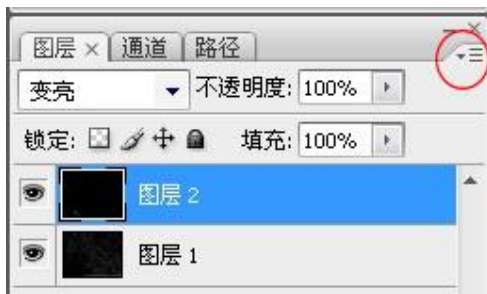 图层 × 通道 路径
变亮 不透明度: 100%
锁定: 填充: 100%
图层 2
图层 1